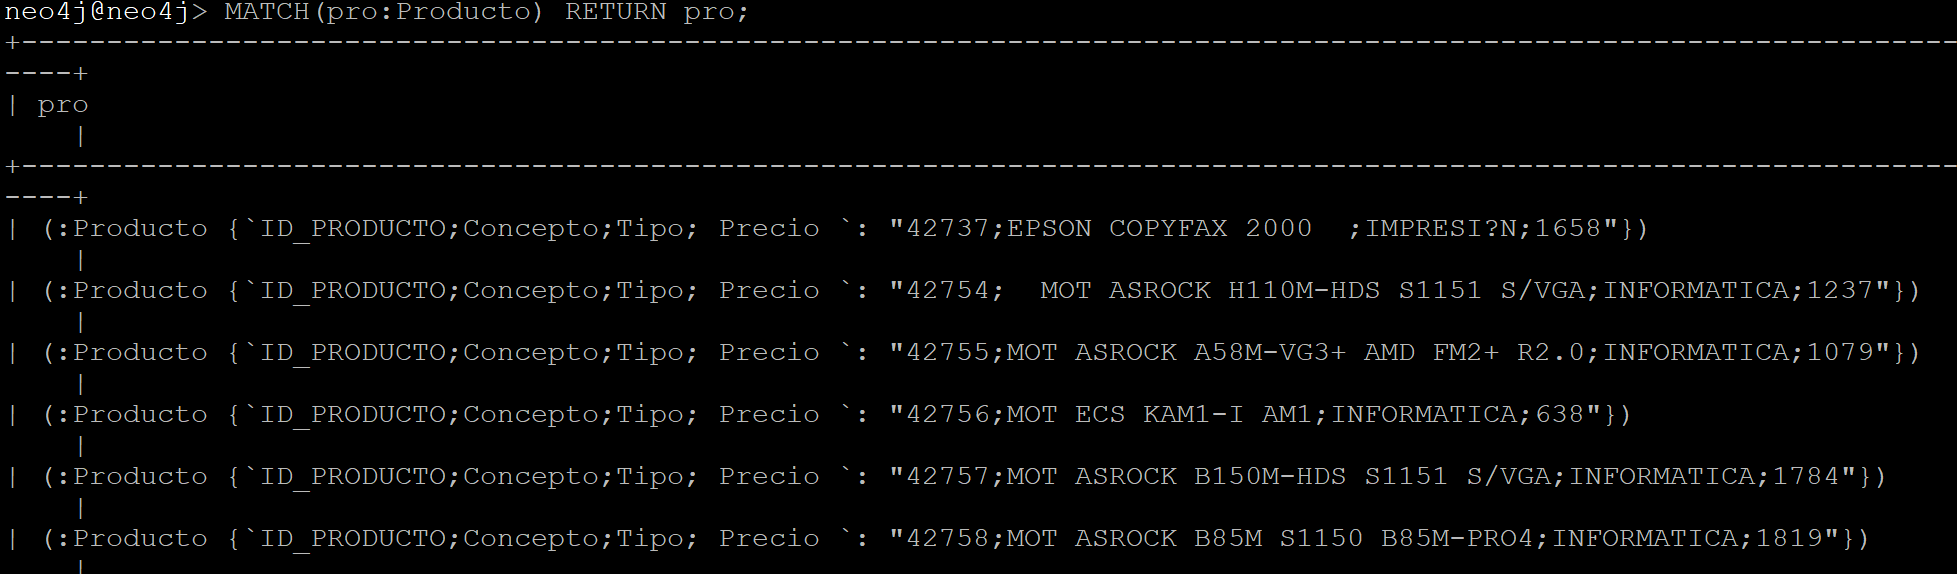 neo4j@neo4j> MATCH(pro:Producto) RETURN pro;
+-------------------------------------------------------------------------------------------------------------------
----+
| pro
    |
+-------------------------------------------------------------------------------------------------------------------
----+
| (:Producto {`ID_PRODUCTO;Concepto;Tipo; Precio `: "42737;EPSON COPYFAX 2000  ;IMPRESI?N;1658"})
    |
| (:Producto {`ID_PRODUCTO;Concepto;Tipo; Precio `: "42754;  MOT ASROCK H110M-HDS S1151 S/VGA;INFORMATICA;1237"})
    |
| (:Producto {`ID_PRODUCTO;Concepto;Tipo; Precio `: "42755;MOT ASROCK A58M-VG3+ AMD FM2+ R2.0;INFORMATICA;1079"})
    |
| (:Producto {`ID_PRODUCTO;Concepto;Tipo; Precio `: "42756;MOT ECS KAM1-I AM1;INFORMATICA;638"})
    |
| (:Producto {`ID_PRODUCTO;Concepto;Tipo; Precio `: "42757;MOT ASROCK B150M-HDS S1151 S/VGA;INFORMATICA;1784"})
    |
| (:Producto {`ID_PRODUCTO;Concepto;Tipo; Precio `: "42758;MOT ASROCK B85M S1150 B85M-PRO4;INFORMATICA;1819"})
    |